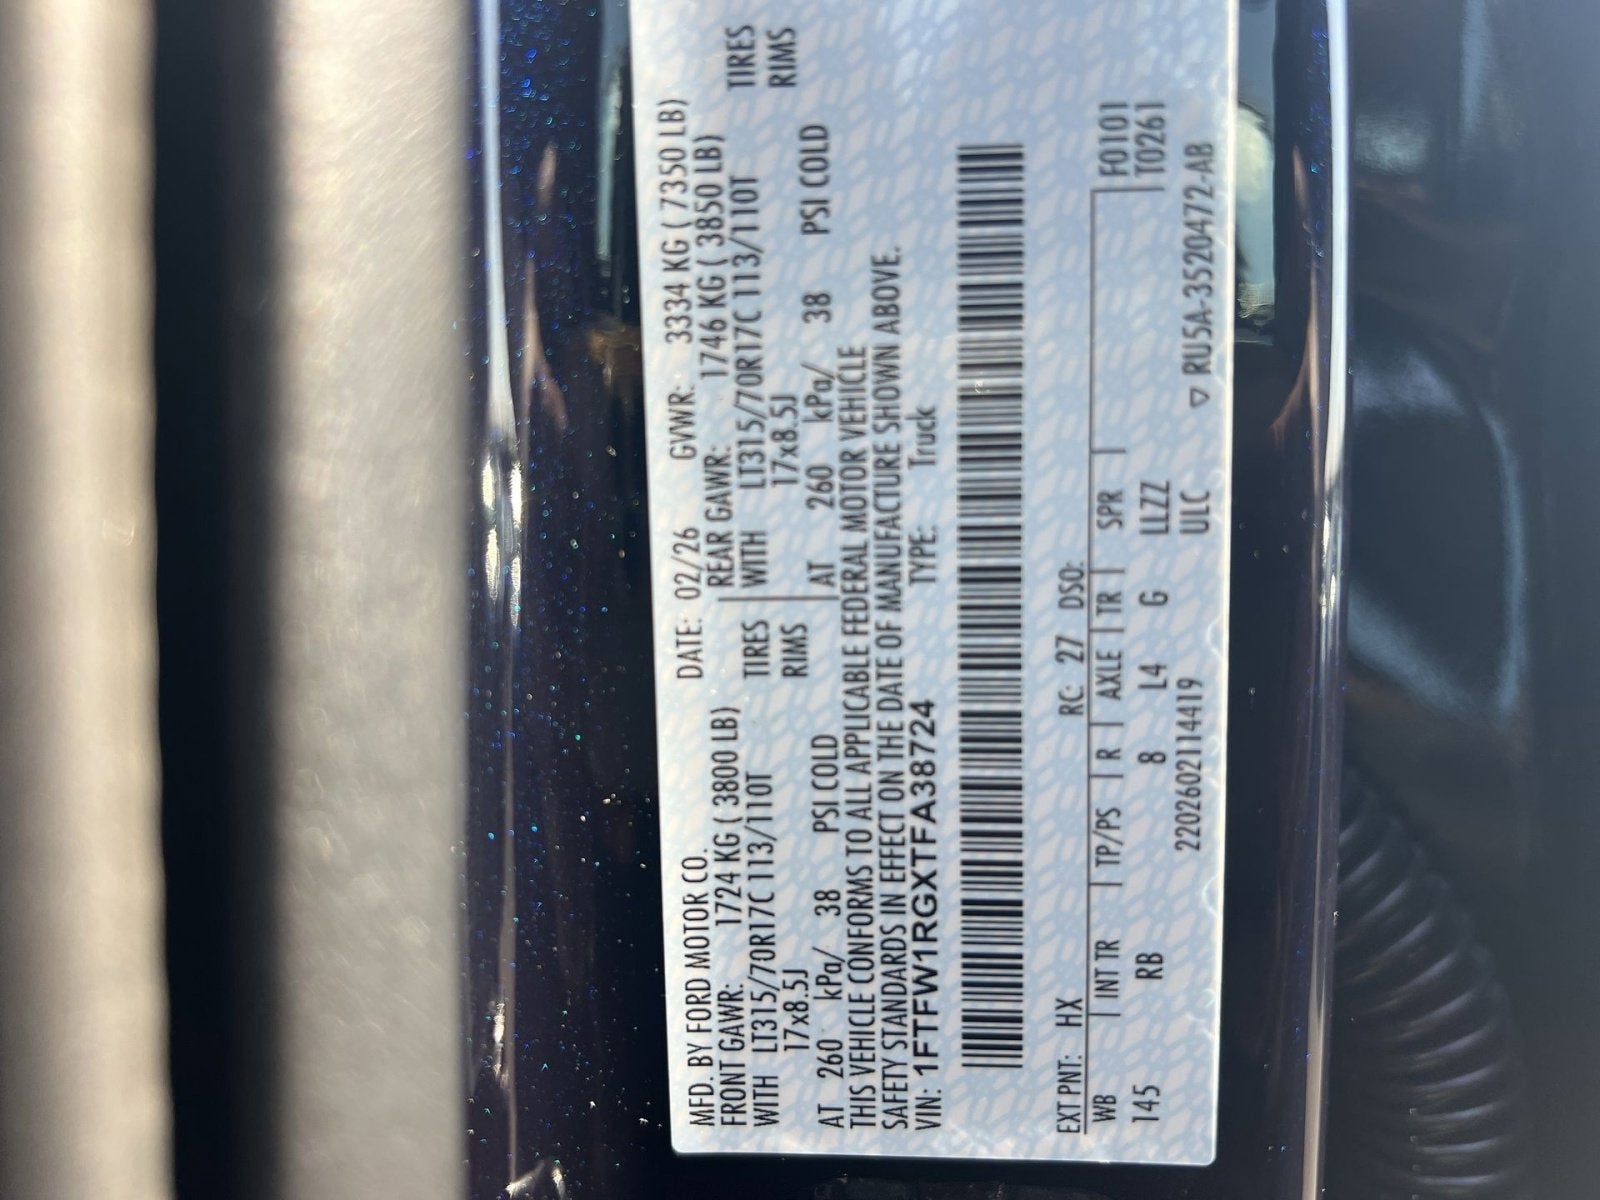 MFD. BY FORD MOTOR CO. DATE: 02/26 GVWR: 3334 KG ( 7350 LB)
FRONT GAWR: 1724 KG ( 3800 LB) REAR GAWR: 1746 KG ( 3850 LB)
WITH LT315/70R17C 113/110T TIRES WITH LT315/70R17C 113/110T TIRES
17x8.5J RIMS 17x8.5J RIMS
AT 260 kPa/ 38 PSI COLD AT 260 kPa/ 38 PSI COLD
THIS VEHICLE CONFORMS TO ALL APPLICABLE FEDERAL MOTOR VEHICLE
SAFETY STANDARDS IN EFFECT ON THE DATE OF MANUFACTURE SHOWN ABOVE.
VIN: 1FTFW1RGXTFA38724 TYPE: Truck
EXT PNT: HX RC: 27 DSO:
WB INT TR TP/PS R AXLE TR SPR F0101
145 RB 8 L4 G LLZZ T0261
2202602114419 ULC ▽ RU5A-3520472-AB